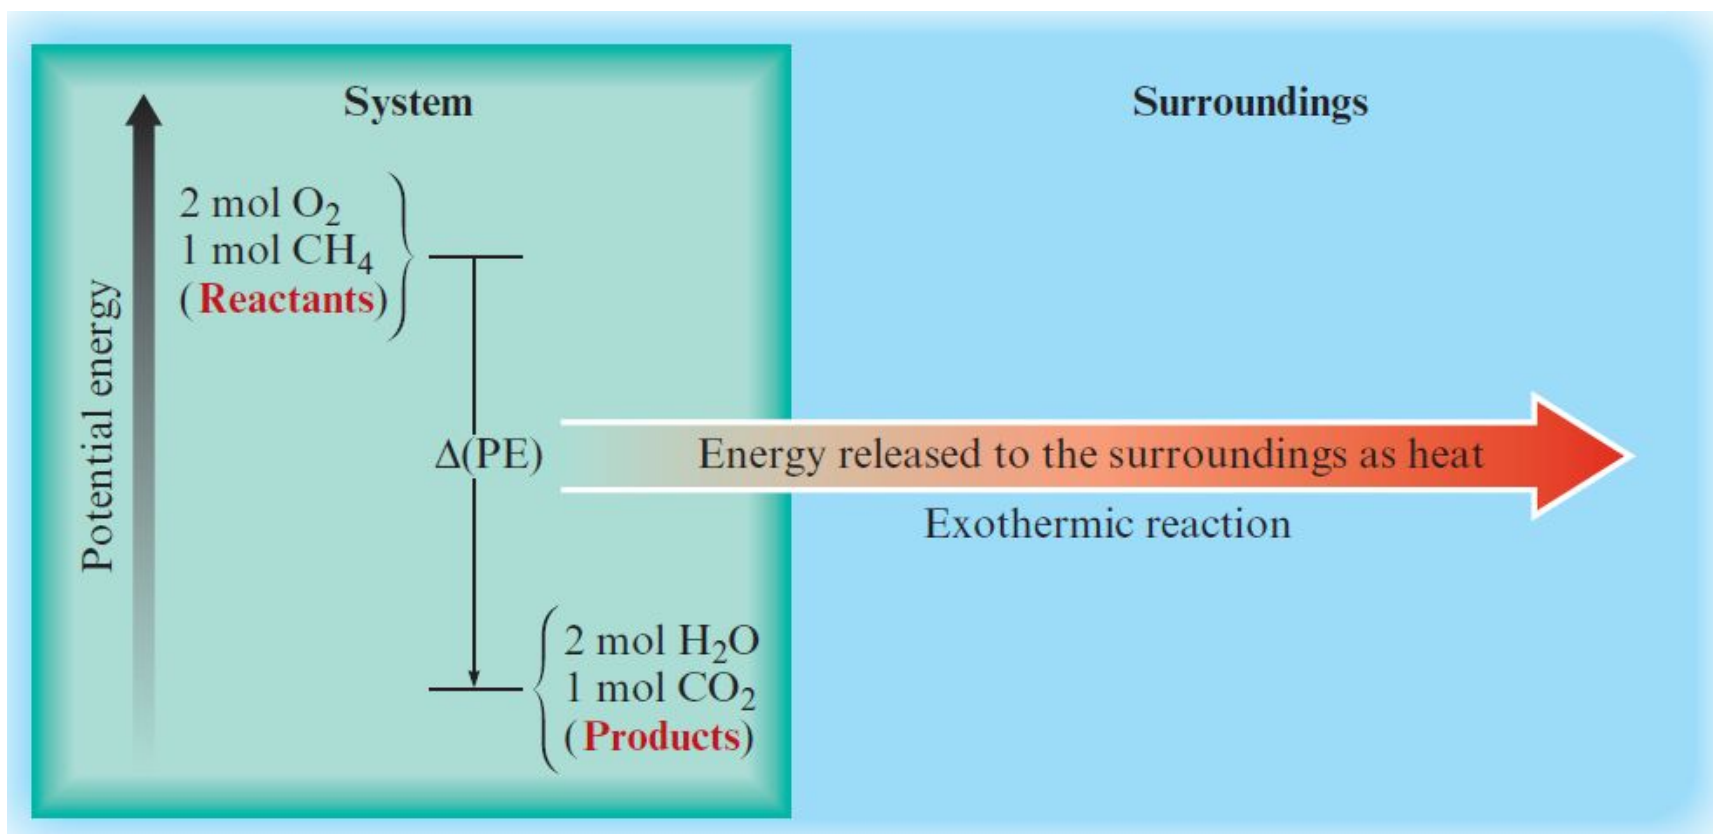 System
Surroundings
Potential energy
2 mol O₂
1 mol CH₄
(Reactants)
Δ(PE)
Energy released to the surroundings as heat
Exothermic reaction
2 mol H₂O
1 mol CO₂
(Products)